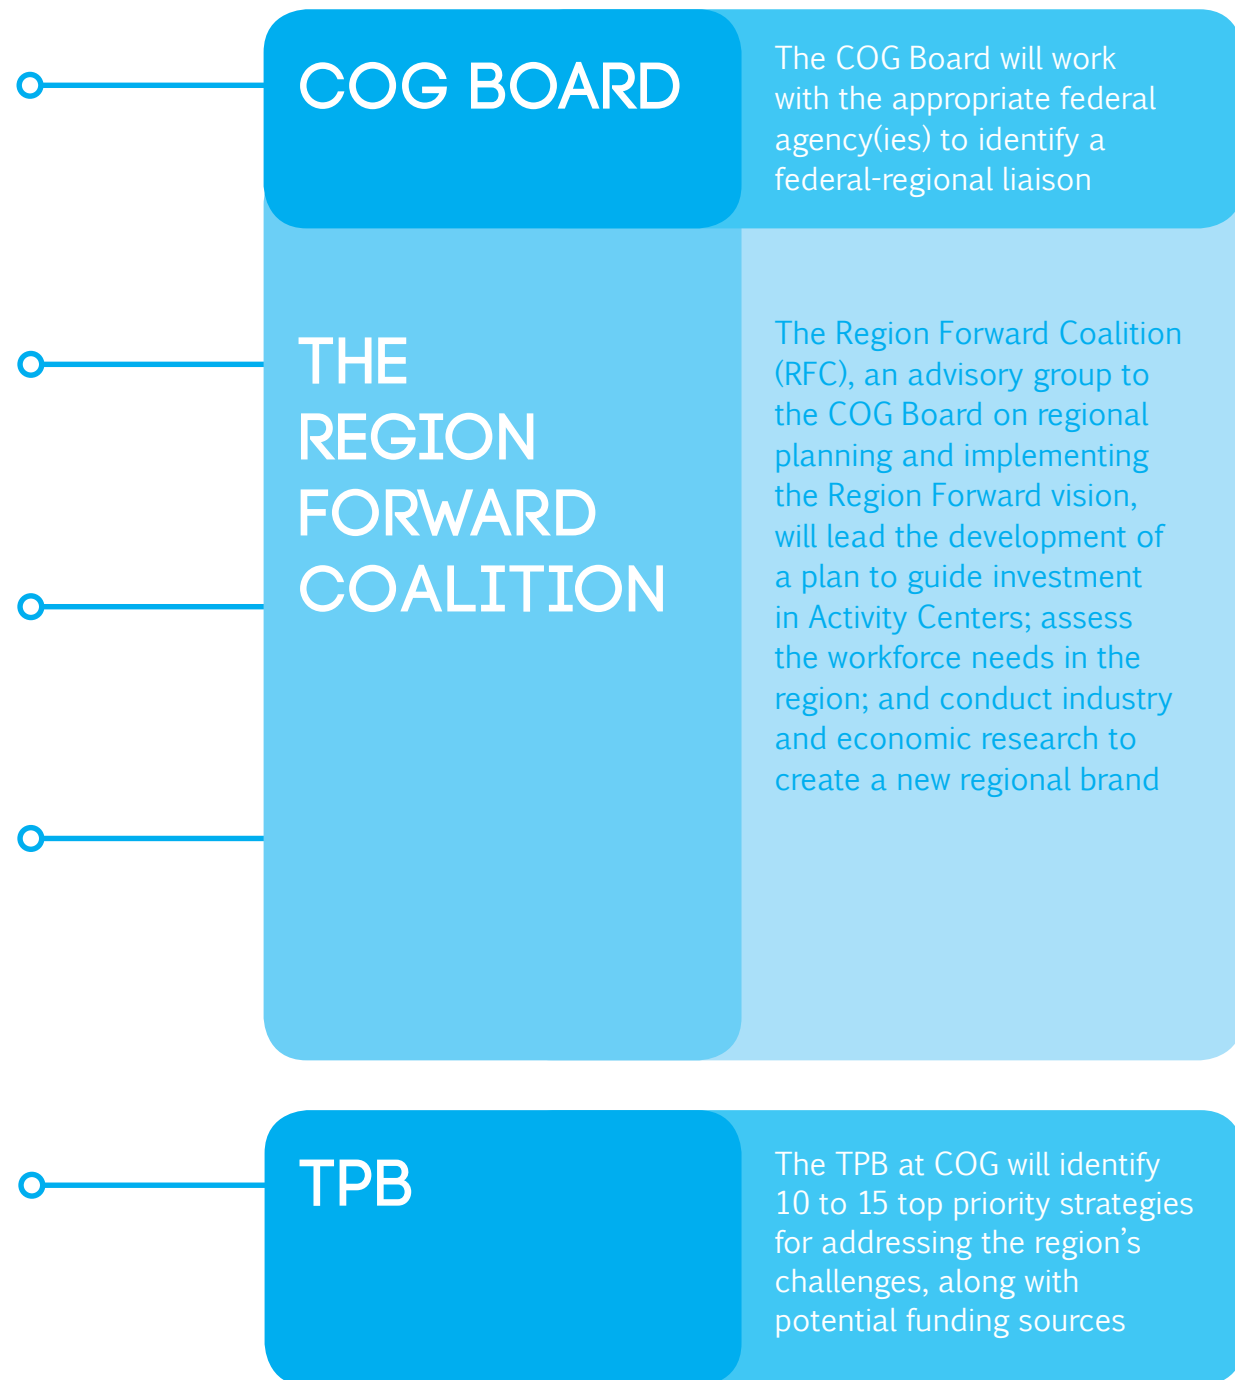 COG BOARD
The COG Board will work
with the appropriate federal
agency(ies) to identify a
federal-regional liaison
THE
REGION
FORWARD
COALITION
The Region Forward Coalition
(RFC), an advisory group to
the COG Board on regional
planning and implementing
the Region Forward vision,
will lead the development of
a plan to guide investment
in Activity Centers; assess
the workforce needs in the
region; and conduct industry
and economic research to
create a new regional brand
TPB
The TPB at COG will identify
10 to 15 top priority strategies
for addressing the region’s
challenges, along with
potential funding sources